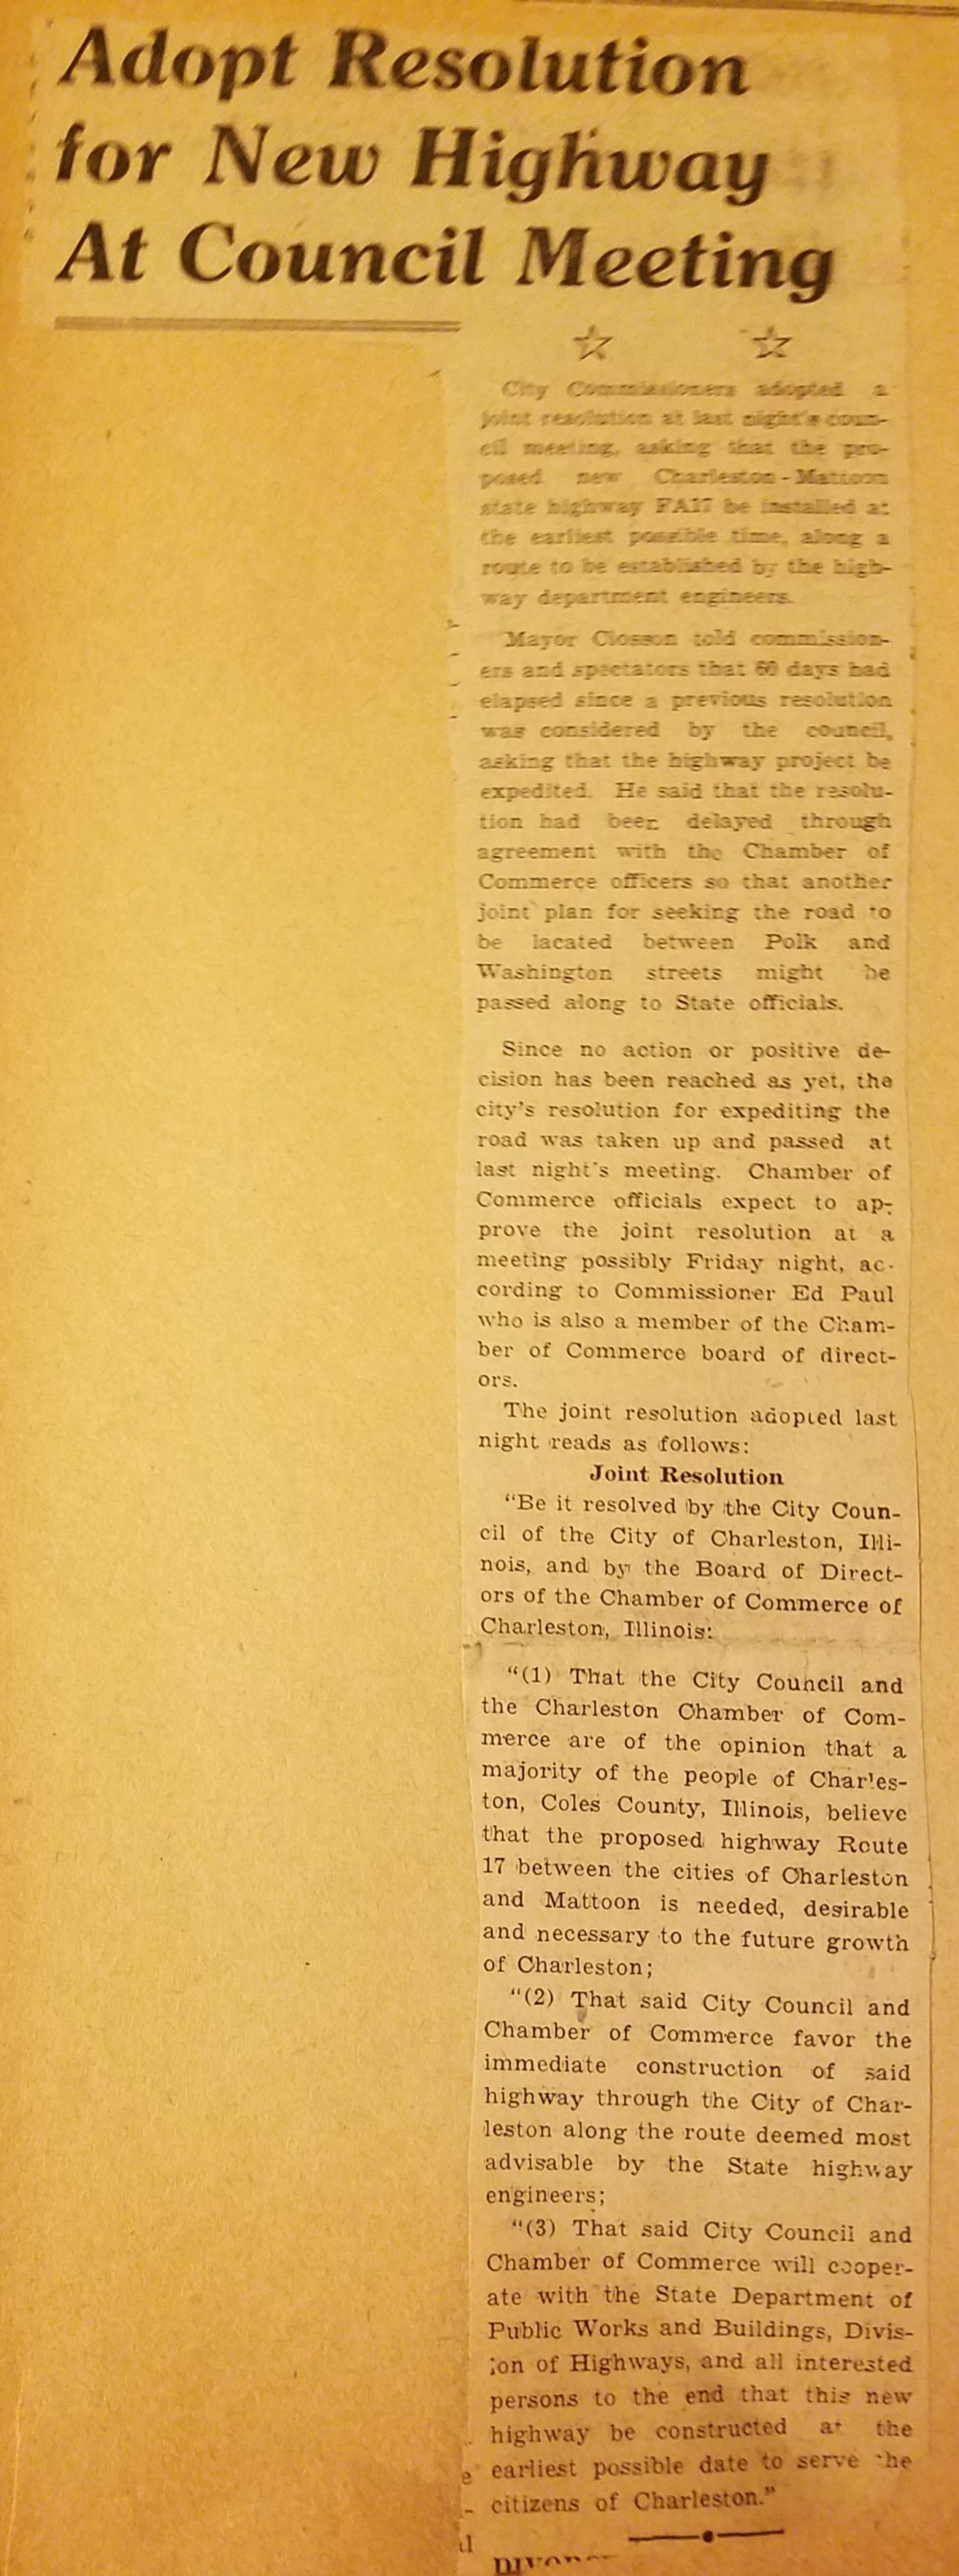 Adopt Resolution
for New Highway
At Council Meeting
City Commissioners adopted a
joint resolution at last night's coun-
cil meeting, asking that the pro-
posed new Charleston-Mattoon
state highway FA17 be installed at
the earliest possible time, along a
route to be established by the high-
way department engineers.
Mayor Closson told commission-
ers and spectators that 60 days had
elapsed since a previous resolution
was considered by the council,
asking that the highway project be
expedited. He said that the resolu-
tion had been delayed through
agreement with the Chamber of
Commerce officers so that another
joint plan for seeking the road to
be lacated between Polk and
Washington streets might be
passed along to State officials.
Since no action or positive de-
cision has been reached as yet, the
city's resolution for expediting the
road was taken up and passed at
last night's meeting. Chamber of
Commerce officials expect to ap-
prove the joint resolution at a
meeting possibly Friday night, ac-
cording to Commissioner Ed Paul
who is also a member of the Cham-
ber of Commerce board of direct-
ors.
The joint resolution adopted last
night reads as follows:
Joint Resolution
"Be it resolved by the City Coun-
cil of the City of Charleston, Illi-
nois, and by the Board of Direct-
ors of the Chamber of Commerce of
Charleston, Illinois:
"(1) That the City Council and
the Charleston Chamber of Com-
merce are of the opinion that a
majority of the people of Charles-
ton, Coles County, Illinois, believe
that the proposed highway Route
17 between the cities of Charleston
and Mattoon is needed, desirable
and necessary to the future growth
of Charleston;
"(2) That said City Council and
Chamber of Commerce favor the
immediate construction of said
highway through the City of Char-
leston along the route deemed most
advisable by the State highway
engineers;
"(3) That said City Council and
Chamber of Commerce will cooper-
ate with the State Department of
Public Works and Buildings, Divis-
ion of Highways, and all interested
persons to the end that this new
highway be constructed at the
earliest possible date to serve the
citizens of Charleston."